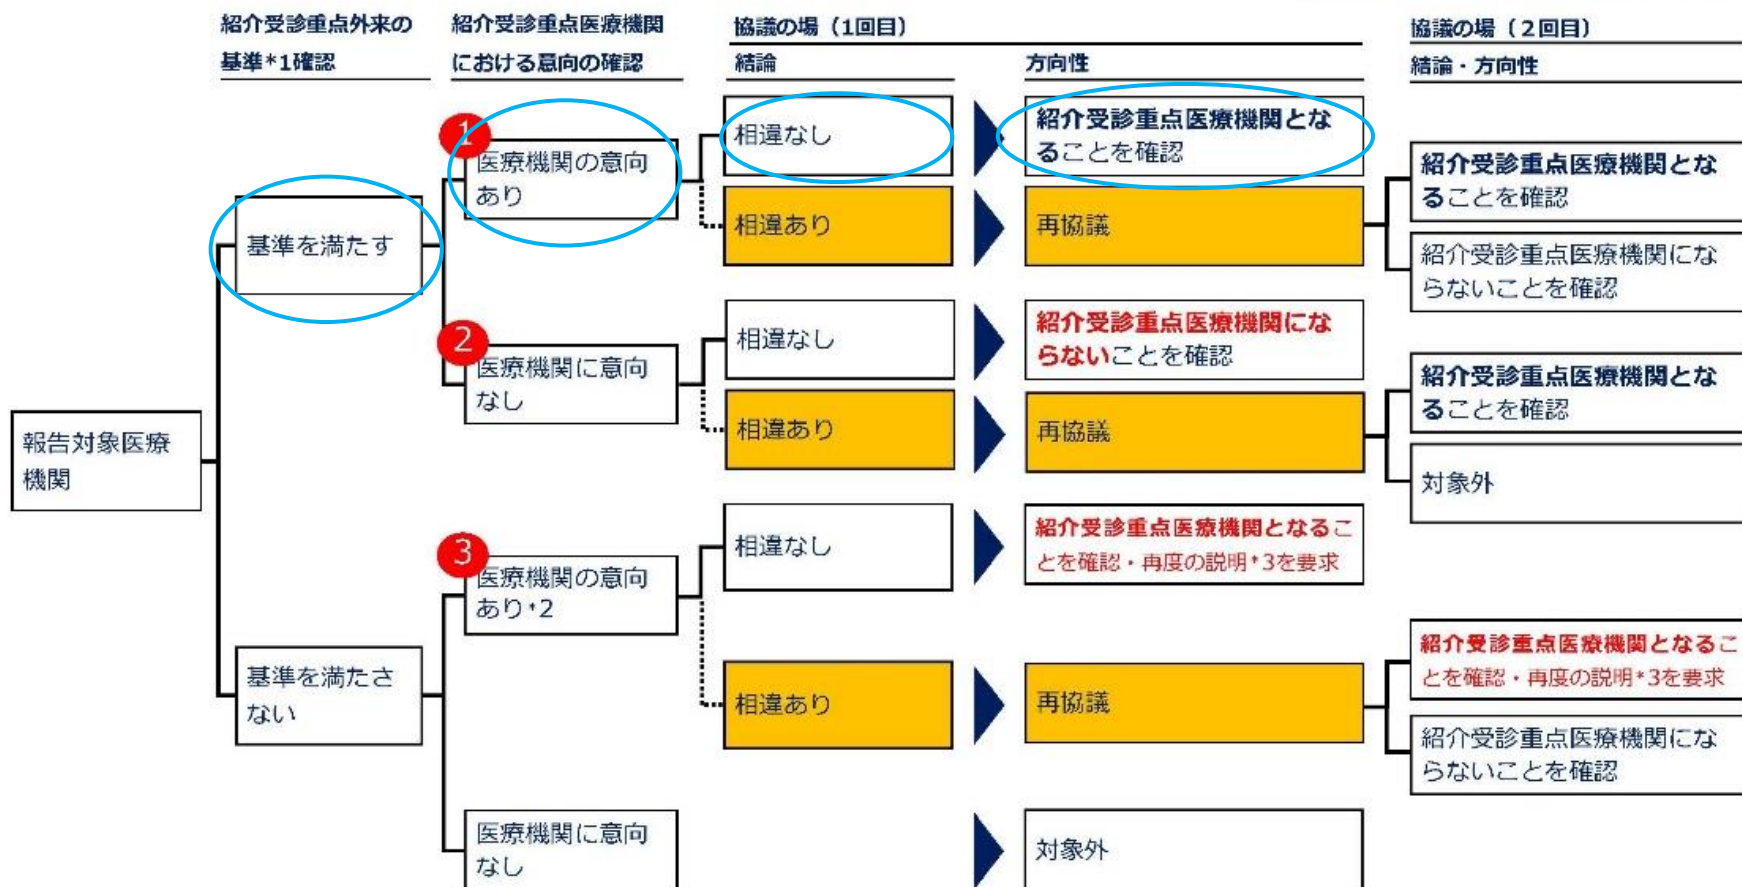 紹介受診重点外来の
基準*1確認
紹介受診重点医療機関
における意向の確認
協議の場（1回目）
結論
方向性
協議の場（２回目）
結論・方向性
報告対象医療
機関
基準を満たす
1
医療機関の意向
あり
相違なし
紹介受診重点医療機関とな
ることを確認
相違あり
再協議
紹介受診重点医療機関とな
ることを確認
紹介受診重点医療機関にな
らないことを確認
2
医療機関に意向
なし
相違なし
紹介受診重点医療機関にな
らないことを確認
相違あり
再協議
紹介受診重点医療機関とな
ることを確認
対象外
基準を満たさ
ない
3
医療機関の意向
あり*2
相違なし
紹介受診重点医療機関となるこ
とを確認・再度の説明*3を要求
相違あり
再協議
紹介受診重点医療機関となるこ
とを確認・再度の説明*3を要求
紹介受診重点医療機関にな
らないことを確認
医療機関に意向
なし
対象外